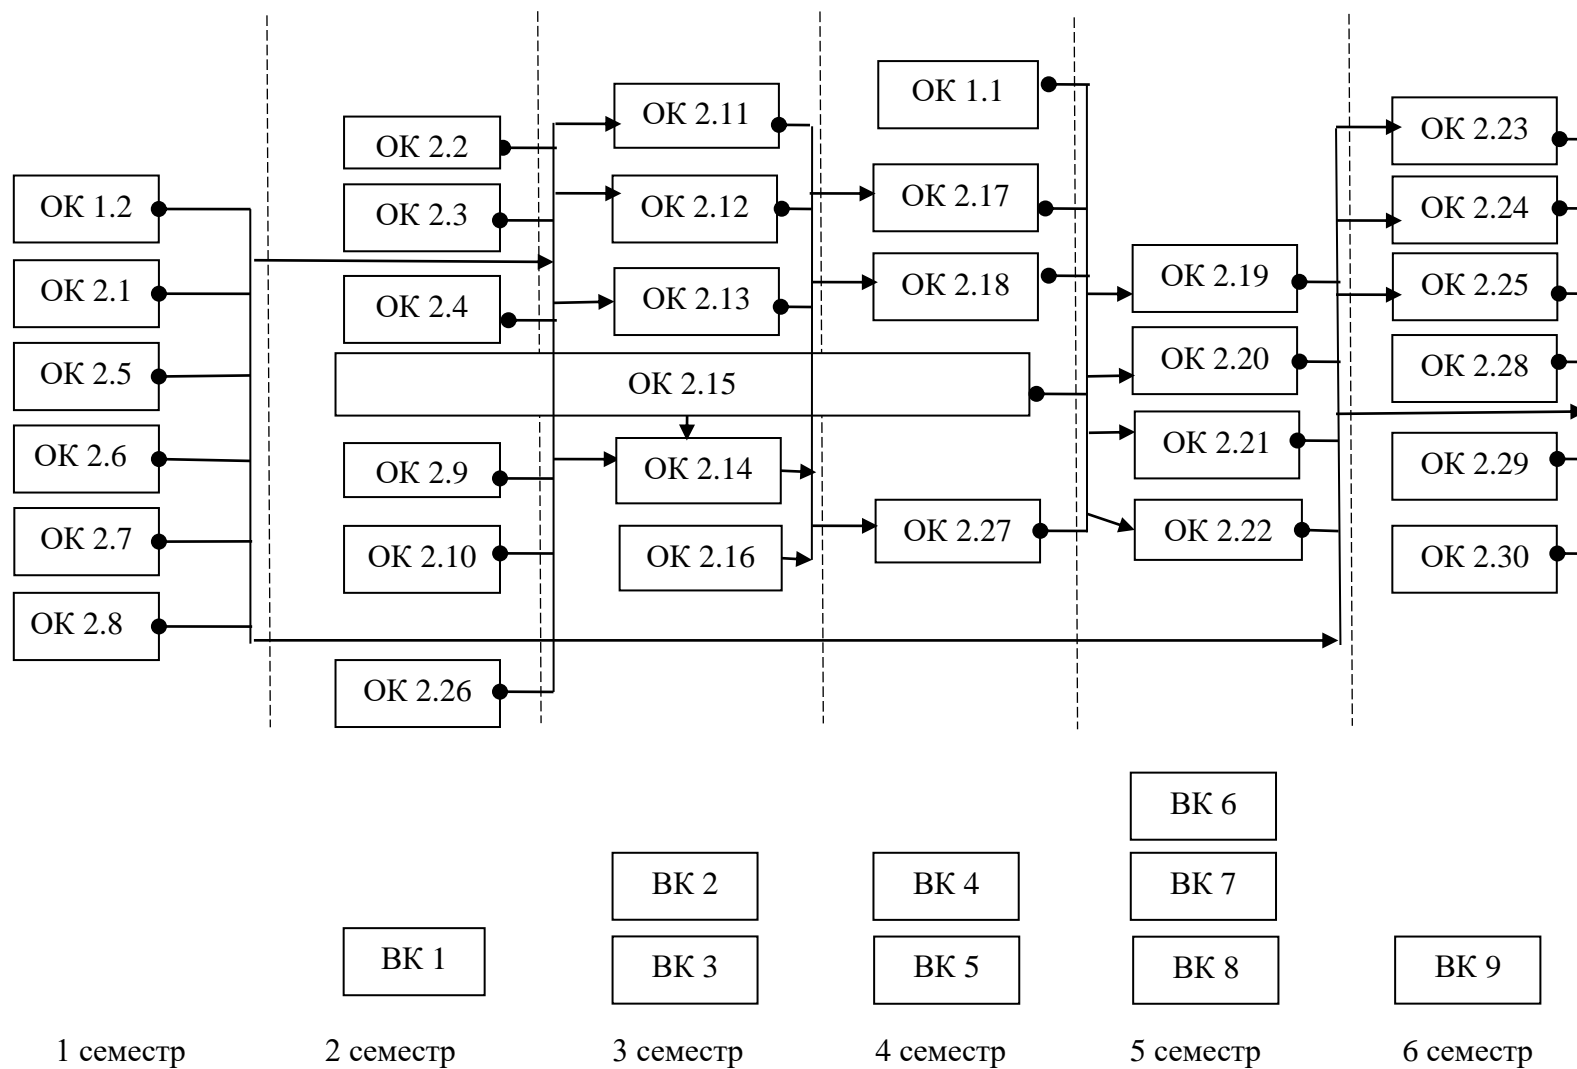 ОК 1.2
ОК 2.1
ОК 2.5
ОК 2.6
ОК 2.7
ОК 2.8
ОК 2.2
ОК 2.3
ОК 2.4
ОК 2.15
ОК 2.9
ОК 2.10
ОК 2.26
ОК 2.11
ОК 2.12
ОК 2.13
ОК 2.14
ОК 2.16
ОК 1.1
ОК 2.17
ОК 2.18
ОК 2.27
ОК 2.19
ОК 2.20
ОК 2.21
ОК 2.22
ОК 2.23
ОК 2.24
ОК 2.25
ОК 2.28
ОК 2.29
ОК 2.30
ВК 1
ВК 2
ВК 3
ВК 4
ВК 5
ВК 6
ВК 7
ВК 8
ВК 9
1 семестр
2 семестр
3 семестр
4 семестр
5 семестр
6 семестр